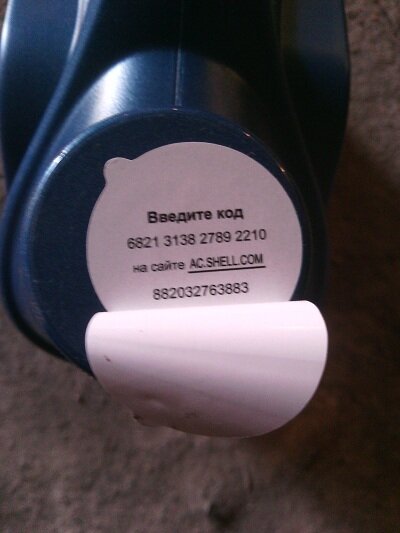 Введите код
6821 3138 2789 2210
на сайте AC.SHELL.COM
882032763883